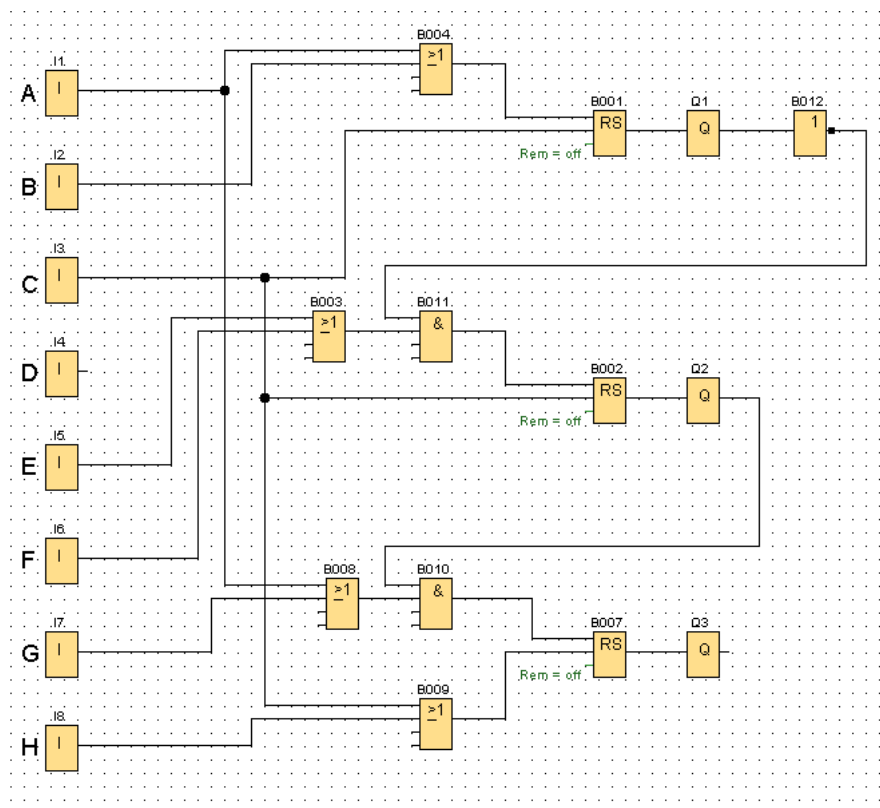 B004
≥1
I1
A
I
B001
RS
Rem = off
Q1
Q
B012
1
I2
B
I
I3
C
I
B003
≥1
B011
&
I4
D
I
B002
RS
Rem = off
Q2
Q
I5
E
I
I6
F
I
B008
≥1
B010
&
I7
G
I
B007
RS
Rem = off
Q3
Q
B009
≥1
I8
H
I